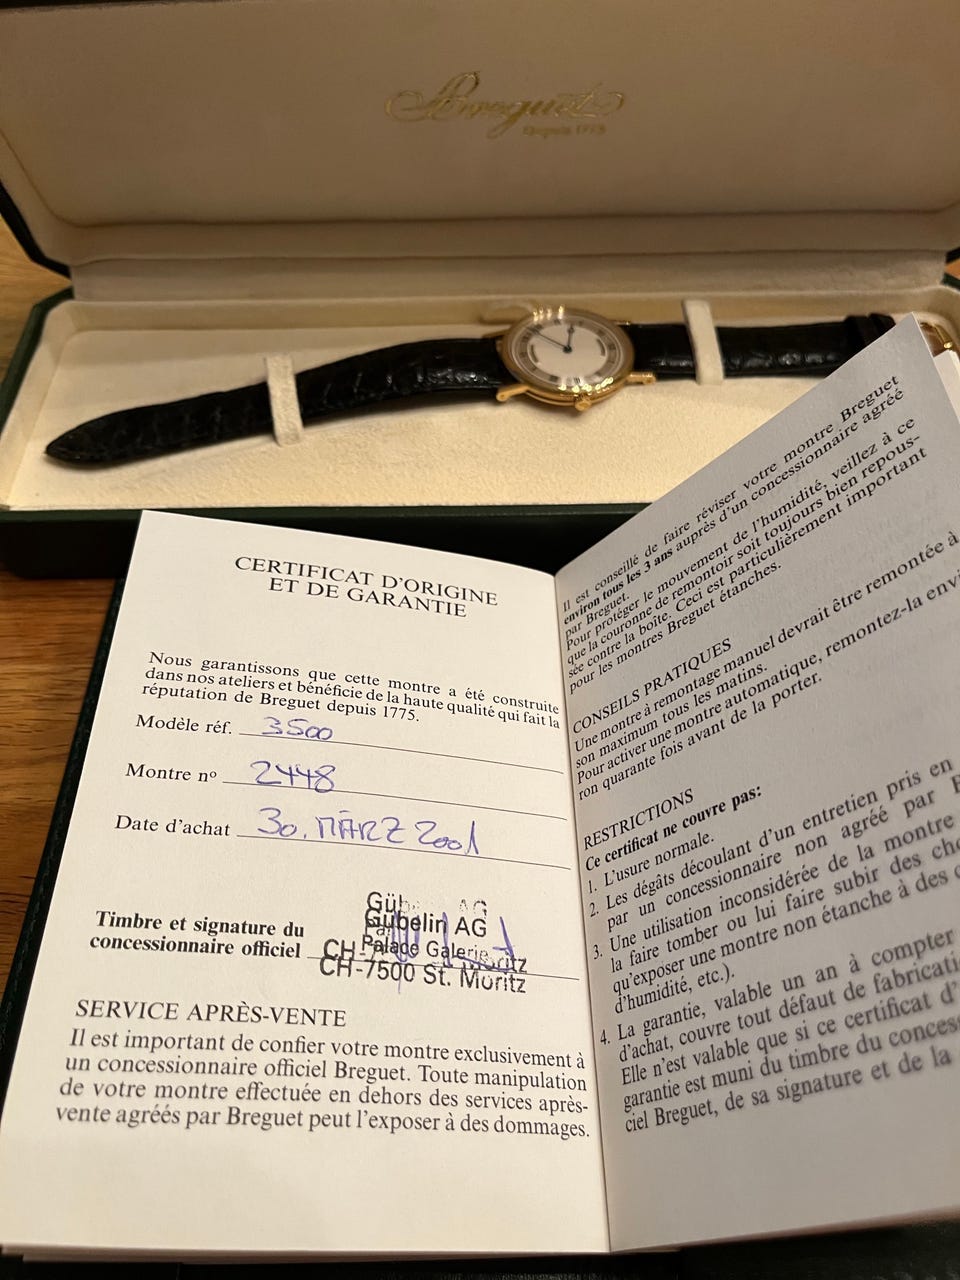 Breguet
Depuis 1775
CERTIFICAT D'ORIGINE
ET DE GARANTIE
Nous garantissons que cette montre a été construite
dans nos ateliers et bénéficie de la haute qualité qui fait la
réputation de Breguet depuis 1775.
Modèle réf. 3500
Montre nº 2448
Date d'achat 30. MÄRZ 2001
Timbre et signature du
concessionnaire officiel
Gübelin AG
Palace Galerie
CH-7500 St. Moritz
SERVICE APRÈS-VENTE
Il est important de confier votre montre exclusivement à
un concessionnaire officiel Breguet. Toute manipulation
de votre montre effectuée en dehors des services après-
vente agréés par Breguet peut l'exposer à des dommages.
Il est conseillé de faire réviser votre montre Breguet
environ tous les 3 ans auprès d'un concessionnaire agréé
par Breguet.
Pour protéger le mouvement de l'humidité, veillez à ce
que la couronne de remontoir soit toujours bien repous-
sée contre la boîte. Ceci est particulièrement important
pour les montres Breguet étanches.
CONSEILS PRATIQUES
Une montre à remontage manuel devrait être remontée à
son maximum tous les matins.
Pour activer une montre automatique, remontez-la envi
ron quarante fois avant de la porter.
RESTRICTIONS
Ce certificat ne couvre pas:
1. L'usure normale.
2. Les dégâts découlant d'un entretien pris en
par un concessionnaire non agréé par
3. Une utilisation inconsidérée de la montre
la faire tomber ou lui faire subir des
qu'exposer une montre non étanche à des
d'humidité, etc.).
4. La garantie, valable un an à compter
d'achat, couvre tout défaut de
Elle n'est valable que si ce certificat
garantie est muni du timbre du
ciel Breguet, de sa signature et de la